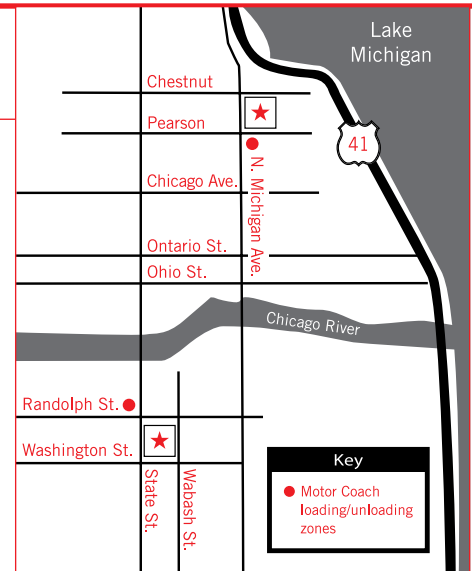 Lake
Michigan
Chestnut
Pearson
41
N. Michigan Ave.
Chicago Ave.
Ontario St.
Ohio St.
Chicago River
Randolph St.
Washington St.
State St.
Wabash St.
Key
Motor Coach
loading/unloading
zones